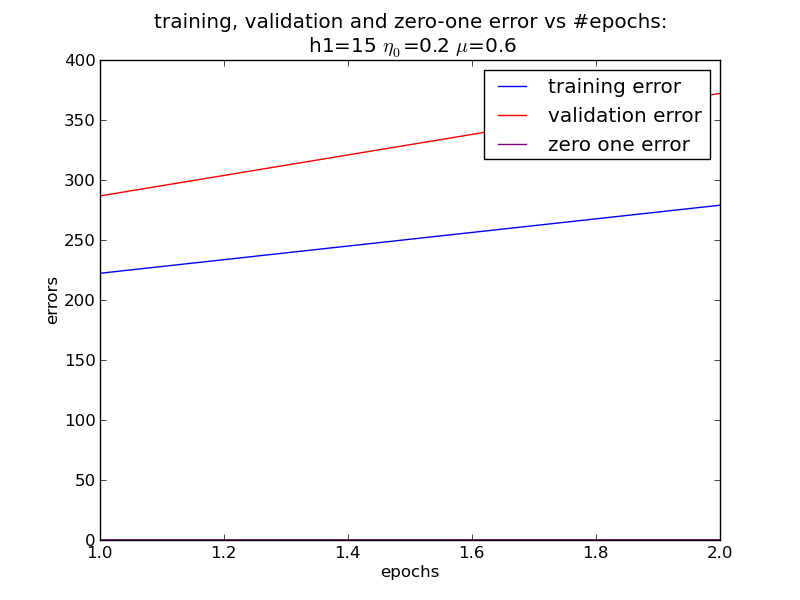 training, validation and zero-one error vs #epochs:
h1=15 η₀=0.2 μ=0.6
400
350
300
250
200
150
100
50
0
errors
training error
validation error
zero one error
1.0 1.2 1.4 1.6 1.8 2.0
epochs